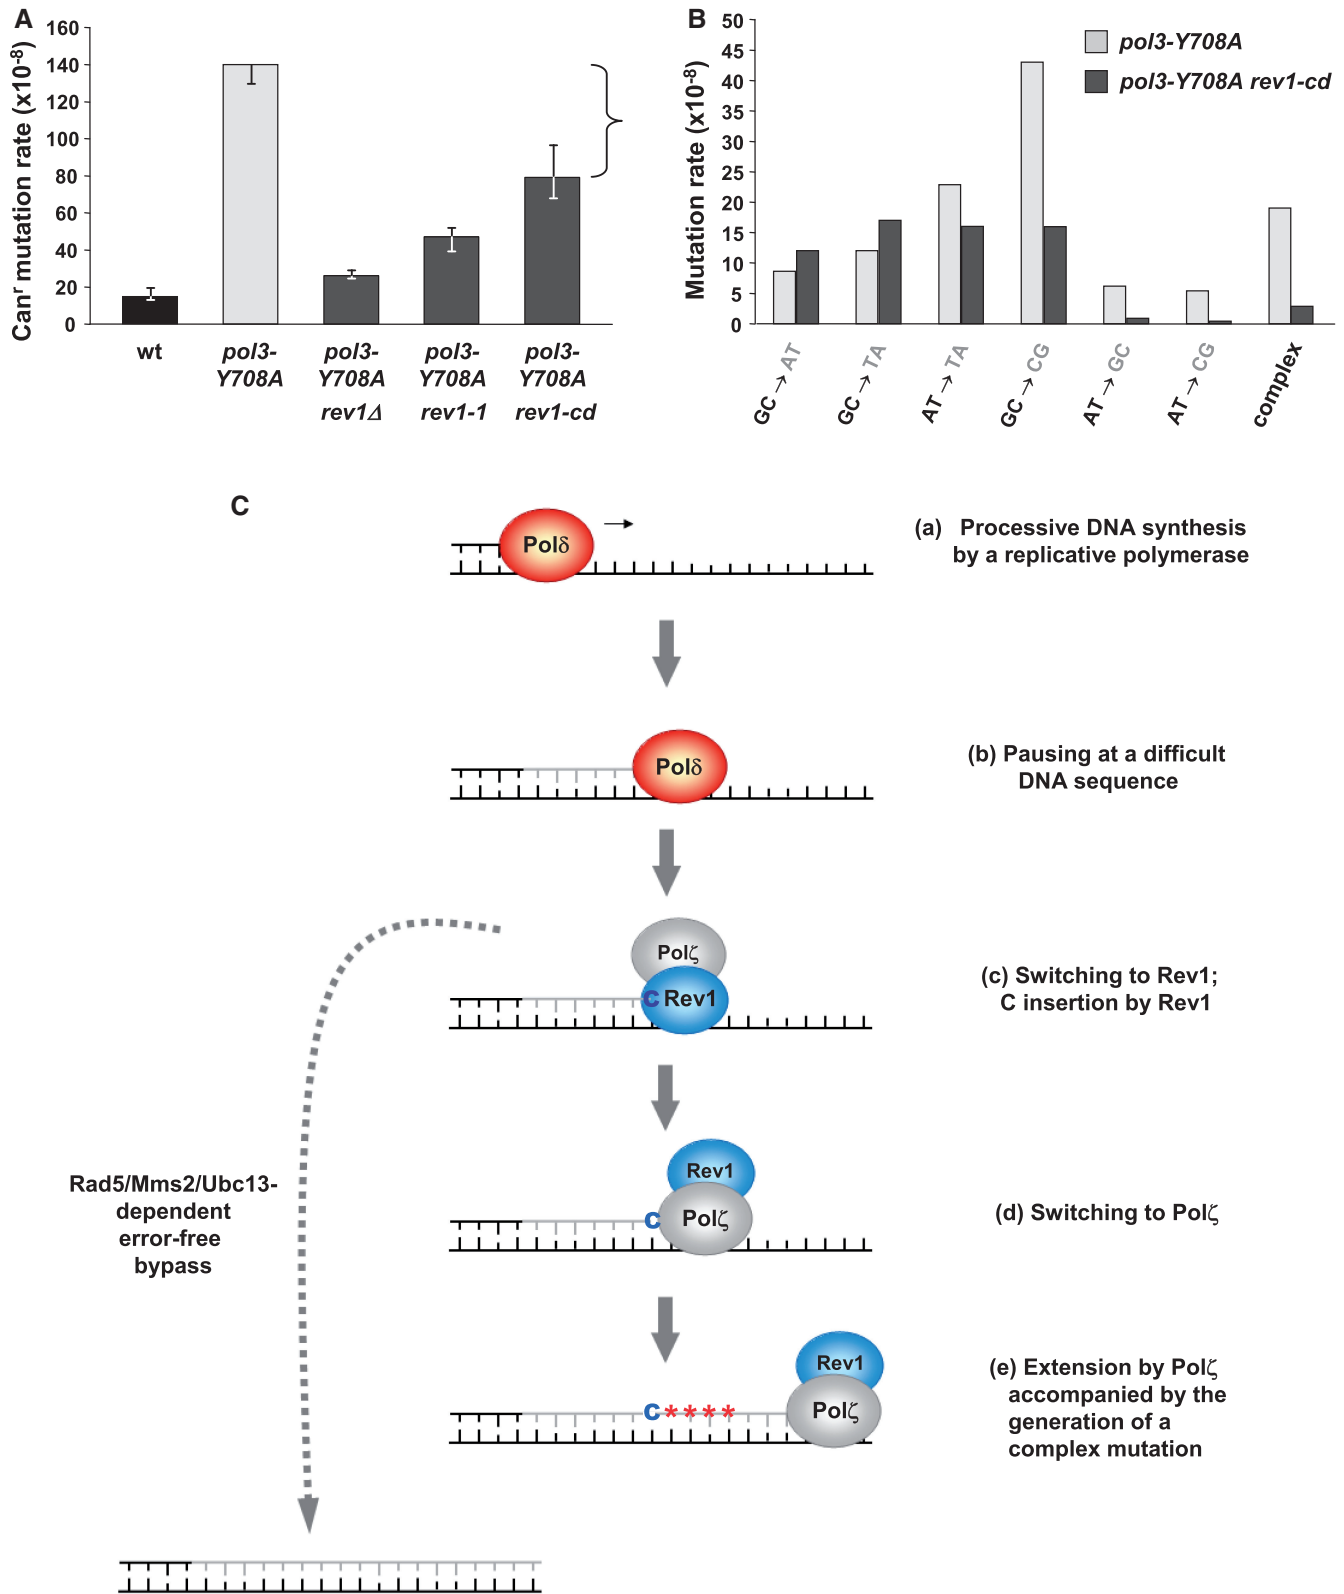 A
Canʳ mutation rate (x10⁻⁸)
160
140
120
100
80
60
40
20
0
wt
pol3-
Y708A
pol3-
Y708A
rev1Δ
pol3-
Y708A
rev1-1
pol3-
Y708A
rev1-cd
B
Mutation rate (x10⁻⁸)
50
45
40
35
30
25
20
15
10
5
0
pol3-Y708A
pol3-Y708A rev1-cd
GC → AT
GC → TA
AT → TA
GC → CG
AT → GC
AT → CG
complex
C
Polδ
(a) Processive DNA synthesis
by a replicative polymerase
Polδ
(b) Pausing at a difficult
DNA sequence
Polζ
C Rev1
(c) Switching to Rev1;
C insertion by Rev1
Rev1
C Polζ
(d) Switching to Polζ
Rad5/Mms2/Ubc13-
dependent
error-free
bypass
Rev1
C**** Polζ
(e) Extension by Polζ
accompanied by the
generation of a
complex mutation